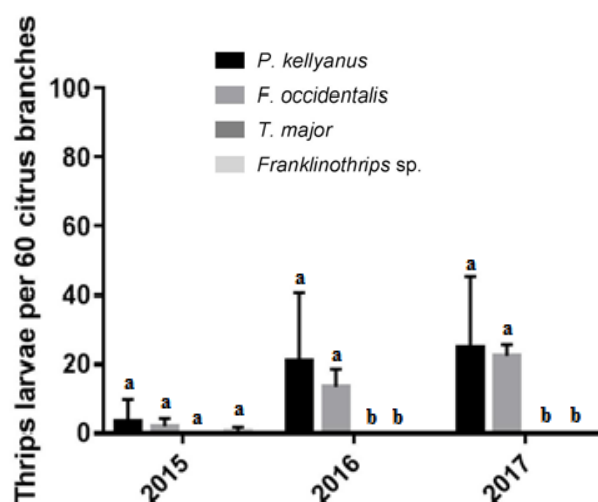 P. kellyanus
F. occidentalis
T. major
Franklinothrips sp.
Thrips larvae per 60 citrus branches
100
80
60
40
20
0
a a a a
a a b b
a a b b
2015 2016 2017